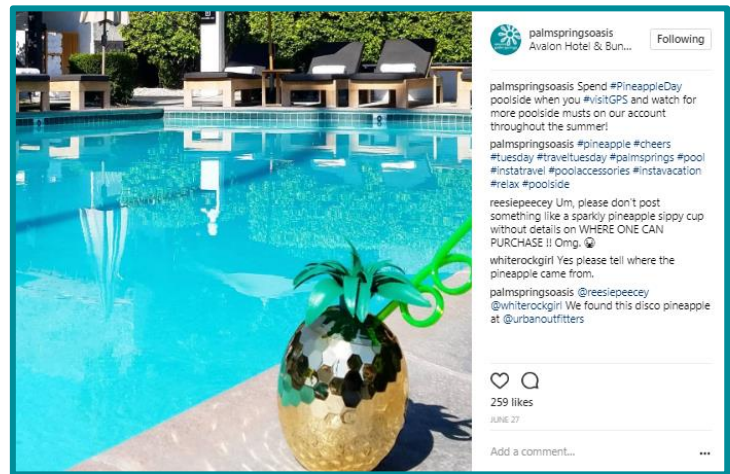 palmspringsoasis
Avalon Hotel & Bun...
Following
palmspringsoasis Spend #PineappleDay
poolside when you #visitGPS and watch for
more poolside musts on our account
throughout the summer!
palmspringsoasis #pineapple #cheers
#tuesday #traveltuesday #palmsprings #pool
#instatravel #poolaccessories #instavacation
#relax #poolside
reesiepeecey Um, please don't post
something like a sparkly pineapple sippy cup
without details on WHERE ONE CAN
PURCHASE !! Omg. 😭
whiterockgirl Yes please tell where the
pineapple came from.
palmspringsoasis @reesiepeecey
@whiterockgirl We found this disco pineapple
at @urbanoutfitters
259 likes
JUNE 27
Add a comment...